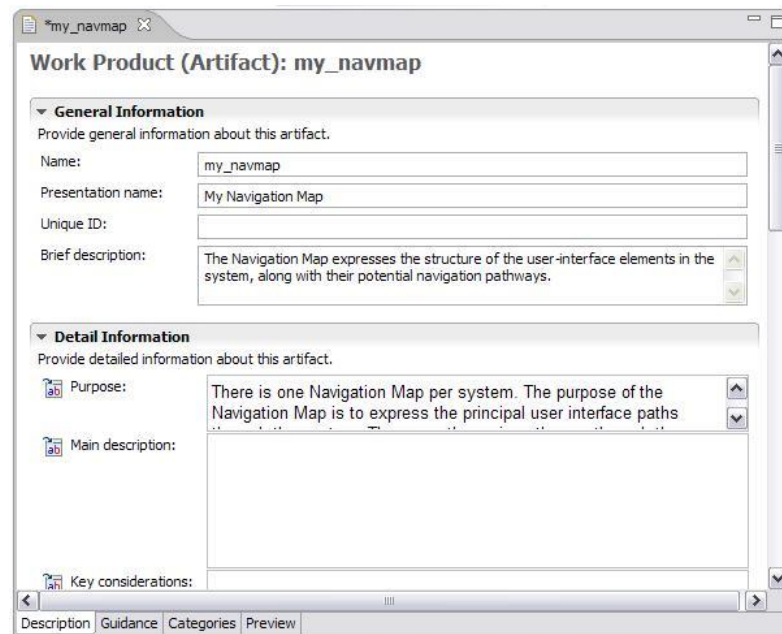 *my_navmap
Work Product (Artifact): my_navmap
General Information
Provide general information about this artifact.
Name:
my_navmap
Presentation name:
My Navigation Map
Unique ID:
Brief description:
The Navigation Map expresses the structure of the user-interface elements in the
system, along with their potential navigation pathways.
Detail Information
Provide detailed information about this artifact.
Purpose:
There is one Navigation Map per system. The purpose of the
Navigation Map is to express the principal user interface paths
Main description:
Key considerations:
Description Guidance Categories Preview